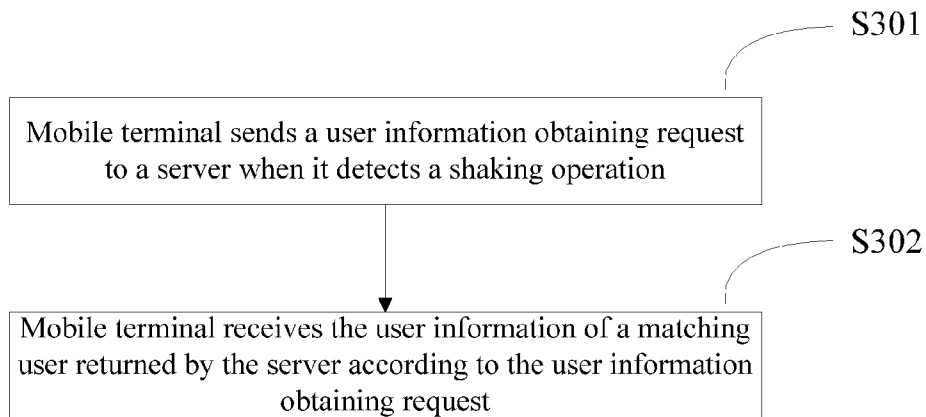 S301
Mobile terminal sends a user information obtaining request
to a server when it detects a shaking operation
S302
Mobile terminal receives the user information of a matching
user returned by the server according to the user information
obtaining request